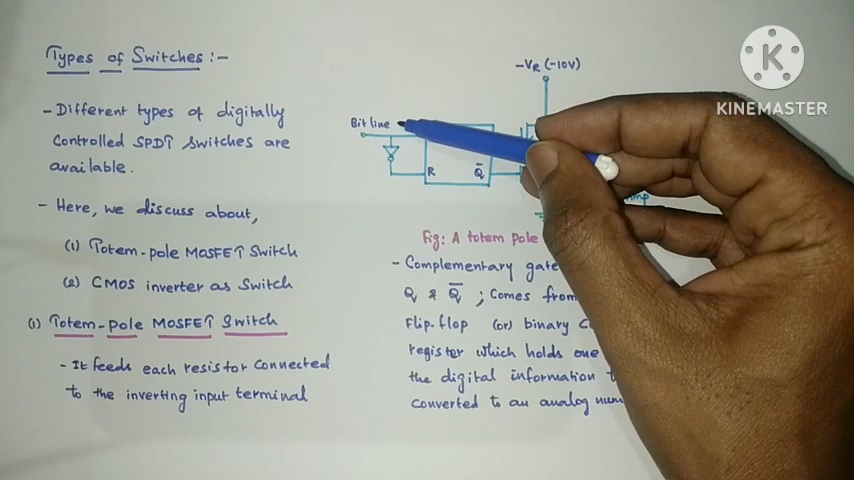 Types of Switches :-
- Different types of digitally
controlled SPDT switches are
available.
- Here, we discuss about,
(1) Totem-pole MOSFET Switch
(2) CMOS inverter as Switch
(1) Totem-pole MOSFET Switch
- It feeds each resistor connected
to the inverting input terminal
-VR (-10V)
Bit line
R
Q̅
Fig: A totem pole
- Complementary gate
Q & Q̅ ; Comes from
Flip-flop (or) binary
register which holds one
the digital information
converted to an analog
KINEMASTER